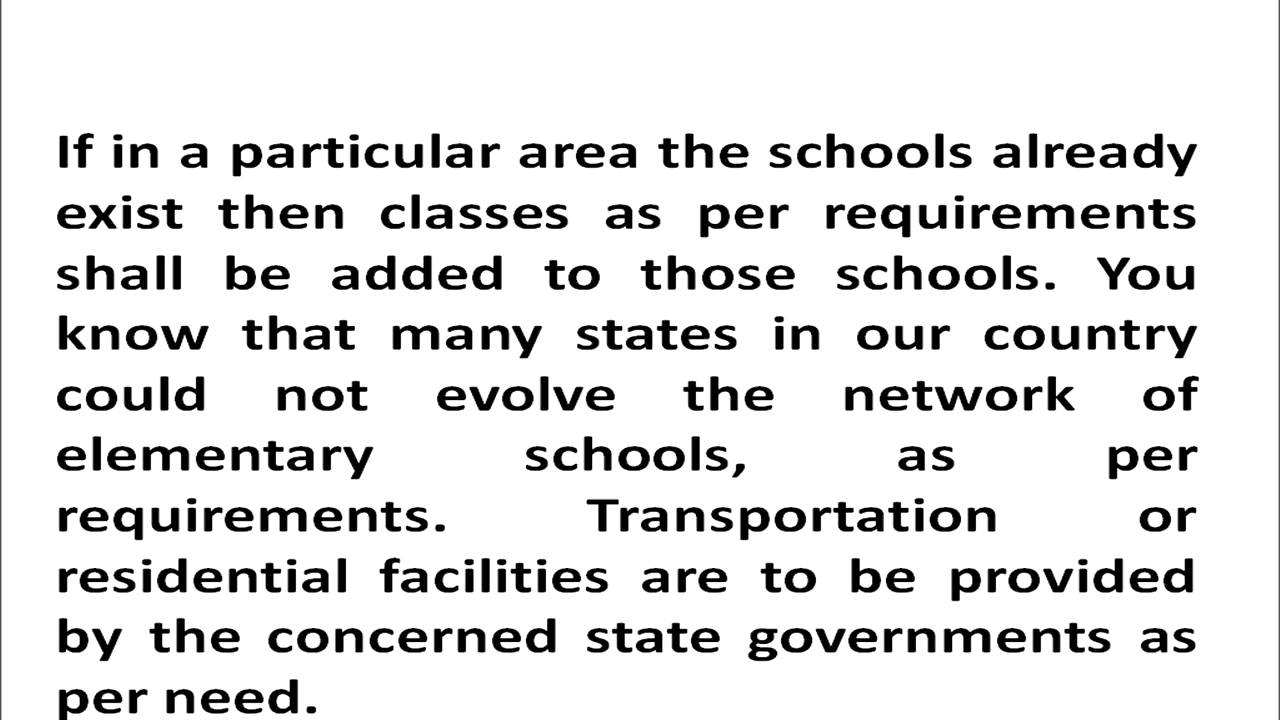 If in a particular area the schools already
exist then classes as per requirements
shall be added to those schools. You
know that many states in our country
could not evolve the network of
elementary schools, as per
requirements. Transportation or
residential facilities are to be provided
by the concerned state governments as
per need.